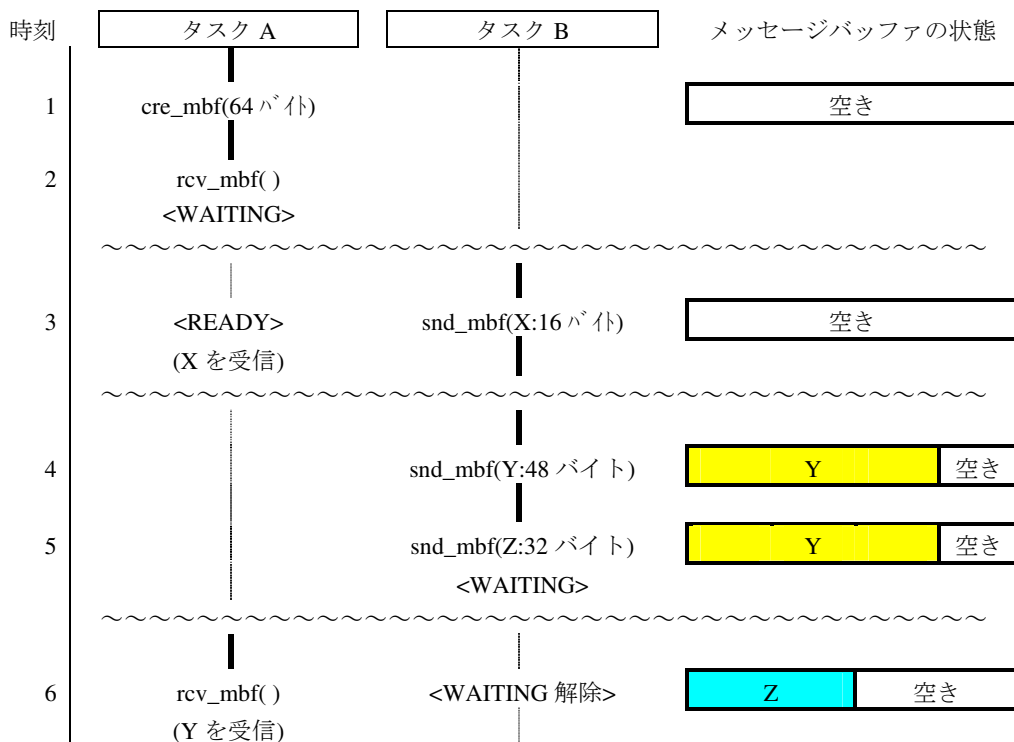 時刻 タスク A タスク B メッセージバッファの状態
1 cre_mbf(64 ﾊﾞｲﾄ) 空き
2 rcv_mbf( )
<WAITING>
～～～～～～～～～～～～～～～～～～～～～～～～～～～～～～～～～～～～～
3 <READY> snd_mbf(X:16 ﾊﾞｲﾄ) 空き
(X を受信)
～～～～～～～～～～～～～～～～～～～～～～～～～～～～～～～～～～～～～
4 snd_mbf(Y:48 バイト) Y 空き
5 snd_mbf(Z:32 バイト) Y 空き
<WAITING>
～～～～～～～～～～～～～～～～～～～～～～～～～～～～～～～～～～～～～
6 rcv_mbf( ) <WAITING 解除> Z 空き
(Y を受信)